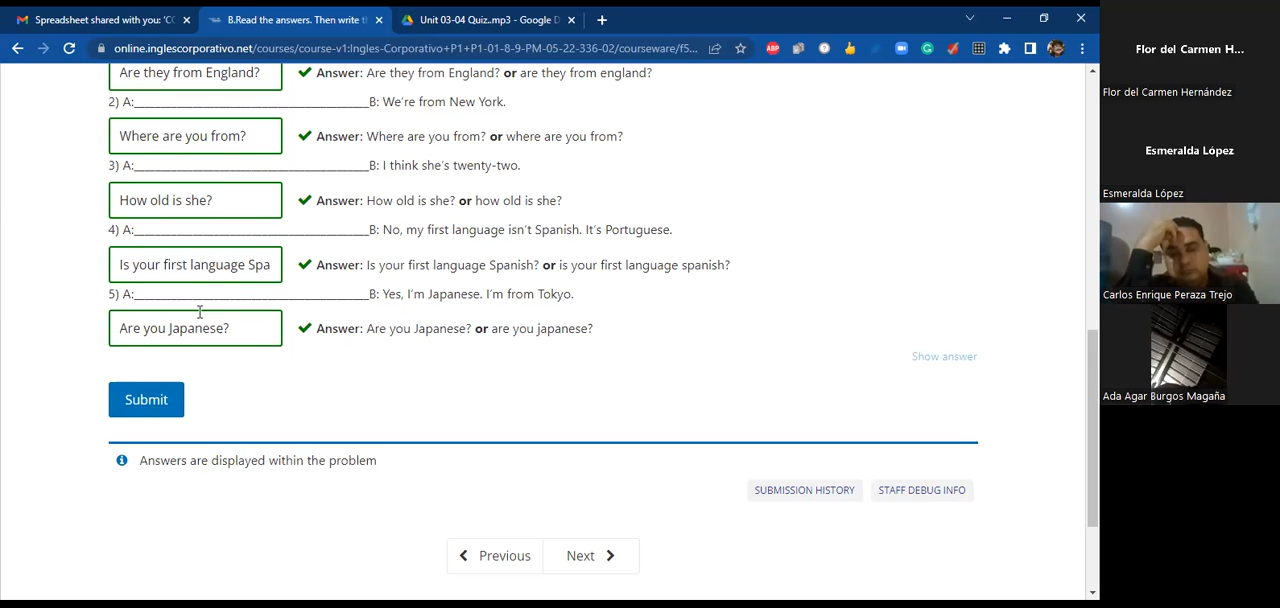 Spreadsheet shared with you: 'CC
B.Read the answers. Then write th
Unit 03-04 Quiz..mp3 - Google D
online.inglescorporativo.net/courses/course-v1:Ingles-Corporativo+P1+P1-01-8-9-PM-05-22-336-02/courseware/f5...
ABP
Are they from England?
Answer: Are they from England? or are they from england?
2) A:______________________________________B: We're from New York.
Where are you from?
Answer: Where are you from? or where are you from?
3) A:______________________________________B: I think she's twenty-two.
How old is she?
Answer: How old is she? or how old is she?
4) A:______________________________________B: No, my first language isn't Spanish. It's Portuguese.
Is your first language Spa
Answer: Is your first language Spanish? or is your first language spanish?
5) A:______________________________________B: Yes, I'm Japanese. I'm from Tokyo.
Are you Japanese?
Answer: Are you Japanese? or are you japanese?
Show answer
Submit
Answers are displayed within the problem
SUBMISSION HISTORY
STAFF DEBUG INFO
Previous
Next
Flor del Carmen H...
Flor del Carmen Hernández
Esmeralda López
Esmeralda López
Carlos Enrique Peraza Trejo
Ada Agar Burgos Magaña